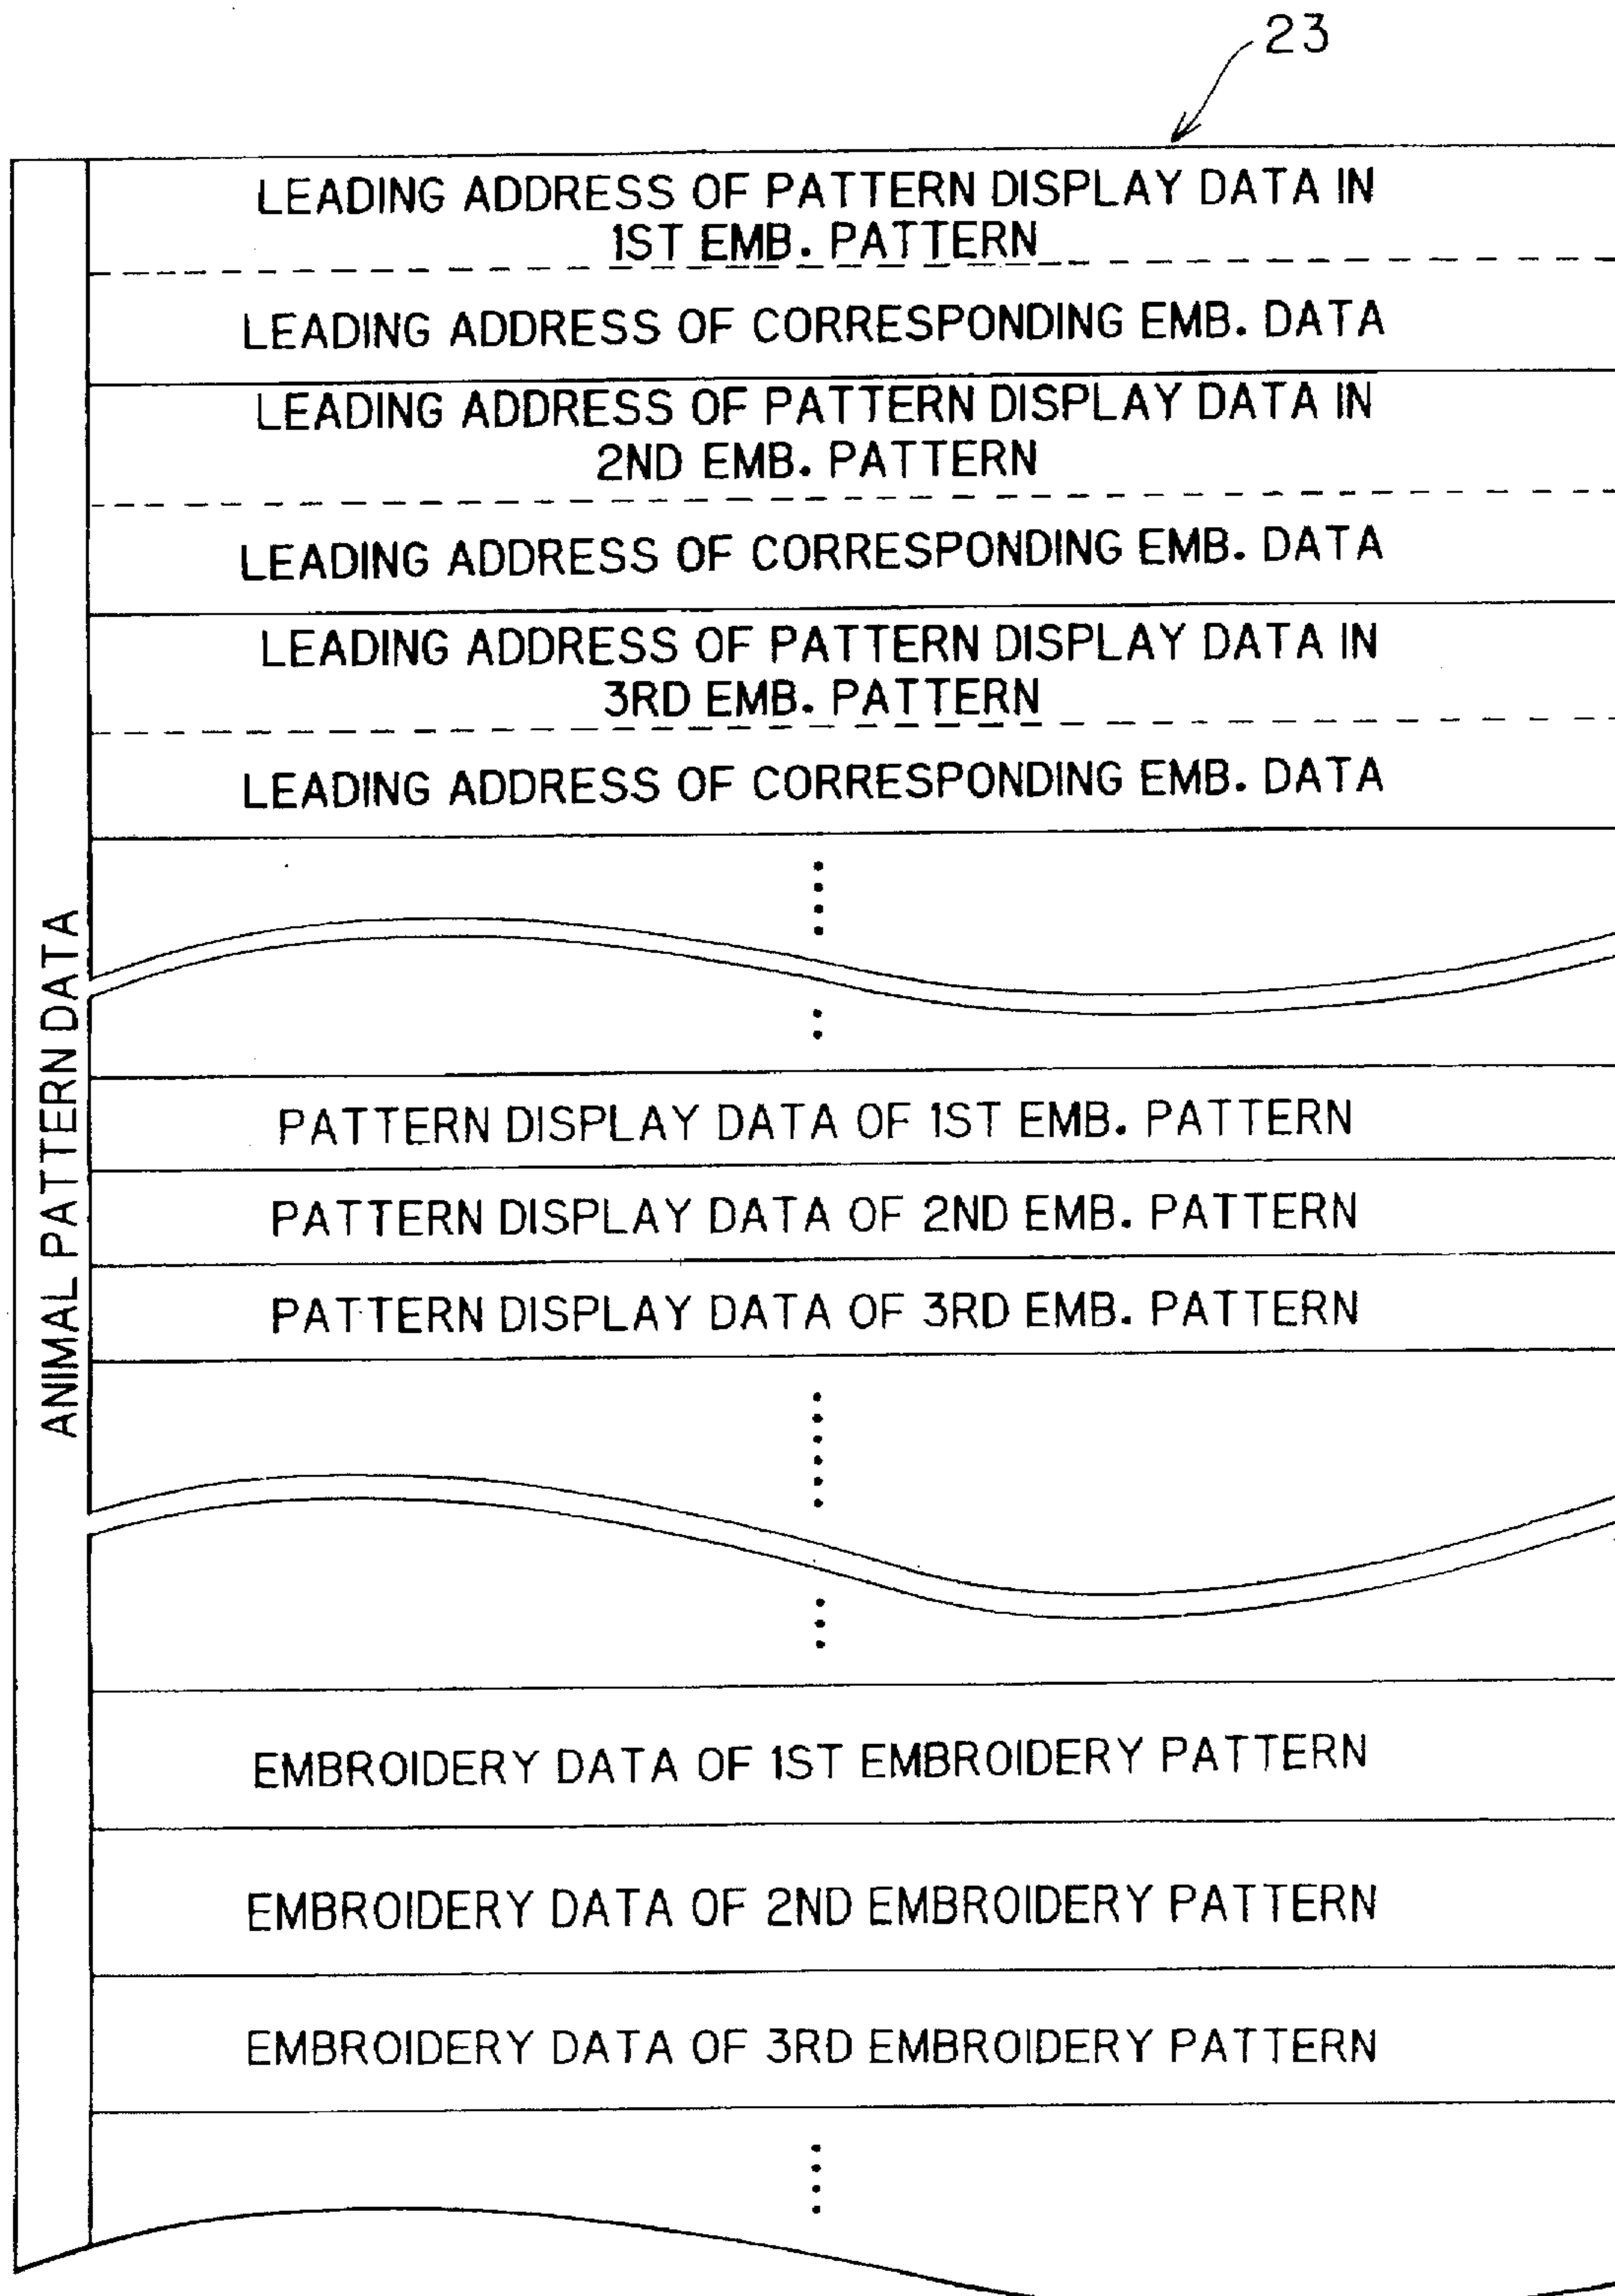 23
LEADING ADDRESS OF PATTERN DISPLAY DATA IN
1ST EMB. PATTERN
LEADING ADDRESS OF CORRESPONDING EMB. DATA
LEADING ADDRESS OF PATTERN DISPLAY DATA IN
2ND EMB. PATTERN
LEADING ADDRESS OF CORRESPONDING EMB. DATA
LEADING ADDRESS OF PATTERN DISPLAY DATA IN
3RD EMB. PATTERN
LEADING ADDRESS OF CORRESPONDING EMB. DATA
ANIMAL PATTERN DATA
PATTERN DISPLAY DATA OF 1ST EMB. PATTERN
PATTERN DISPLAY DATA OF 2ND EMB. PATTERN
PATTERN DISPLAY DATA OF 3RD EMB. PATTERN
EMBROIDERY DATA OF 1ST EMBROIDERY PATTERN
EMBROIDERY DATA OF 2ND EMBROIDERY PATTERN
EMBROIDERY DATA OF 3RD EMBROIDERY PATTERN